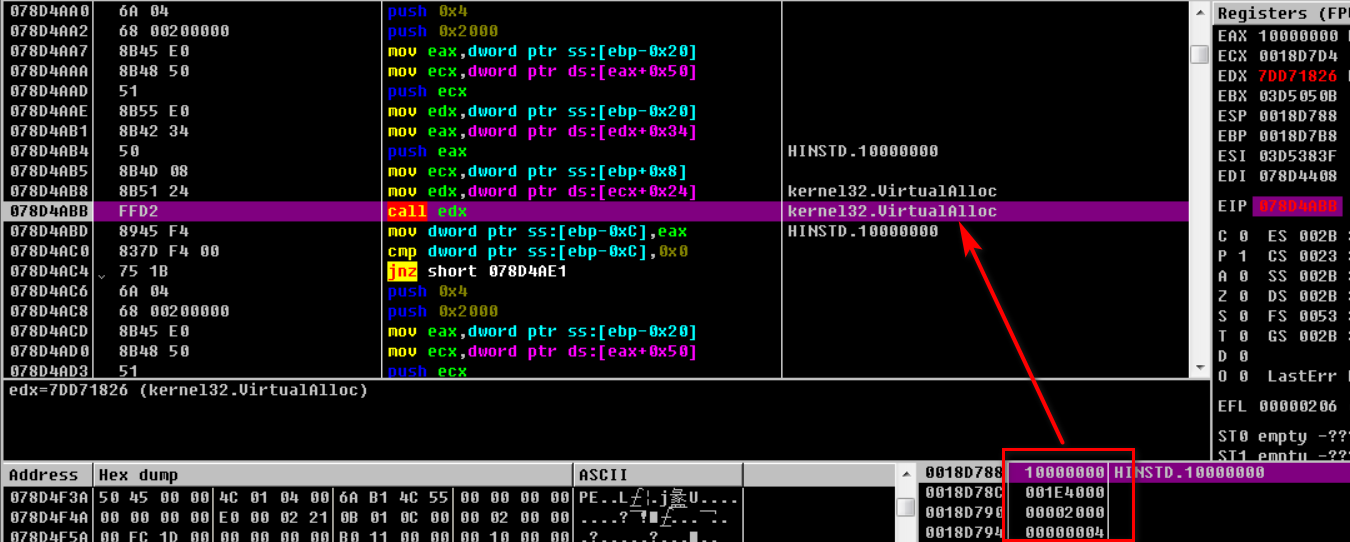 078D4AA0 6A 04 push 0x4
078D4AA2 68 00200000 push 0x2000
078D4AA7 8B45 E0 mov eax,dword ptr ss:[ebp-0x20]
078D4AAA 8B48 50 mov ecx,dword ptr ds:[eax+0x50]
078D4AAD 51 push ecx
078D4AAE 8B55 E0 mov edx,dword ptr ss:[ebp-0x20]
078D4AB1 8B42 34 mov eax,dword ptr ds:[edx+0x34]
078D4AB4 50 push eax HINSTD.10000000
078D4AB5 8B4D 08 mov ecx,dword ptr ss:[ebp+0x8]
078D4AB8 8B51 24 mov edx,dword ptr ds:[ecx+0x24] kernel32.VirtualAlloc
078D4ABB FFD2 call edx kernel32.VirtualAlloc
078D4ABD 8945 F4 mov dword ptr ss:[ebp-0xC],eax HINSTD.10000000
078D4AC0 837D F4 00 cmp dword ptr ss:[ebp-0xC],0x0
078D4AC4 75 1B jnz short 078D4AE1
078D4AC6 6A 04 push 0x4
078D4AC8 68 00200000 push 0x2000
078D4ACD 8B45 E0 mov eax,dword ptr ss:[ebp-0x20]
078D4AD0 8B48 50 mov ecx,dword ptr ds:[eax+0x50]
078D4AD3 51 push ecx
edx=7DD71826 (kernel32.VirtualAlloc)
Registers (FPU
EAX 10000000
ECX 0018D7D4
EDX 7DD71826
EBX 03D5050B
ESP 0018D788
EBP 0018D7B8
ESI 03D5383F
EDI 078D4408
EIP 078D4ABB
C 0 ES 002B
P 1 CS 0023
A 0 SS 002B
Z 0 DS 002B
S 0 FS 0053
T 0 GS 002B
D 0
O 0 LastErr
EFL 00000206
ST0 empty -???
ST1 empty -???
Address Hex dump ASCII
078D4F3A 50 45 00 00 4C 01 04 00 6A B1 4C 55 00 00 00 00
078D4F4A 00 00 00 00 E0 00 02 21 0B 01 0C 00 00 02 00 00
078D4F5A 00 EC 1D 00 00 00 00 00 B0 11 00 00 00 10 00 00
0018D788 10000000 HINSTD.10000000
0018D78C 001E4000
0018D790 00002000
0018D794 00000004